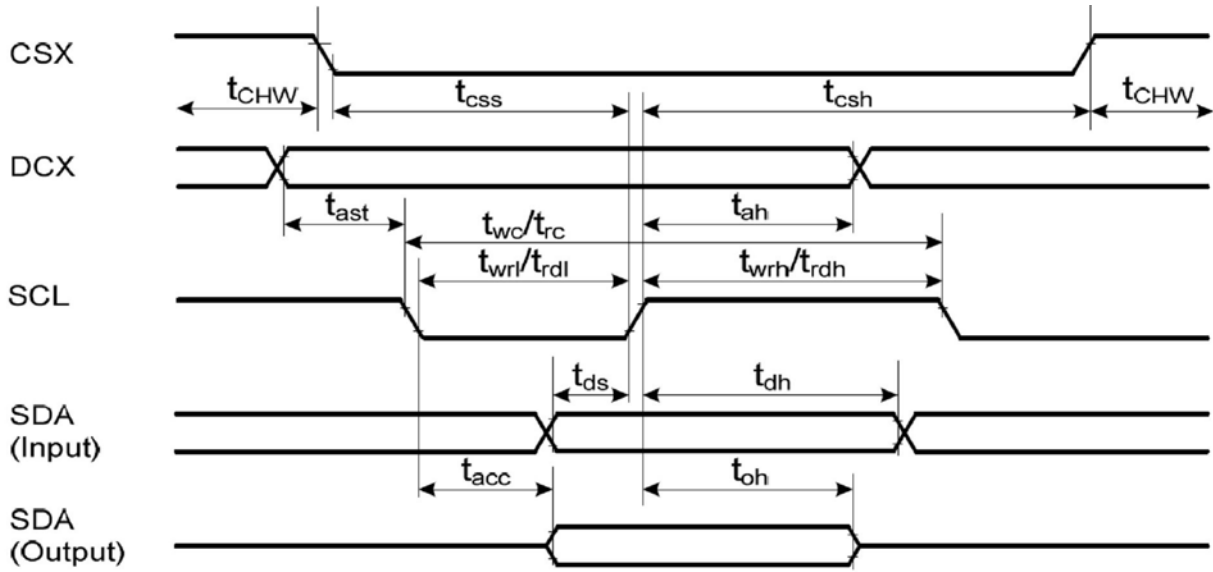 CSX
tCHW tcss tcsh tCHW
DCX
tast tah
twc/trc
twrl/trdl twrh/trdh
SCL
tds tdh
SDA
(Input)
tacc toh
SDA
(Output)